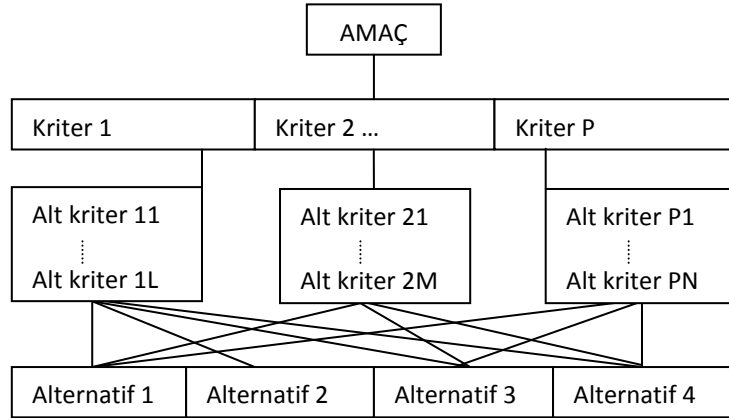 AMAÇ
Kriter 1 Kriter 2 ... Kriter P
Alt kriter 11 Alt kriter 21 Alt kriter P1
Alt kriter 1L Alt kriter 2M Alt kriter PN
Alternatif 1 Alternatif 2 Alternatif 3 Alternatif 4